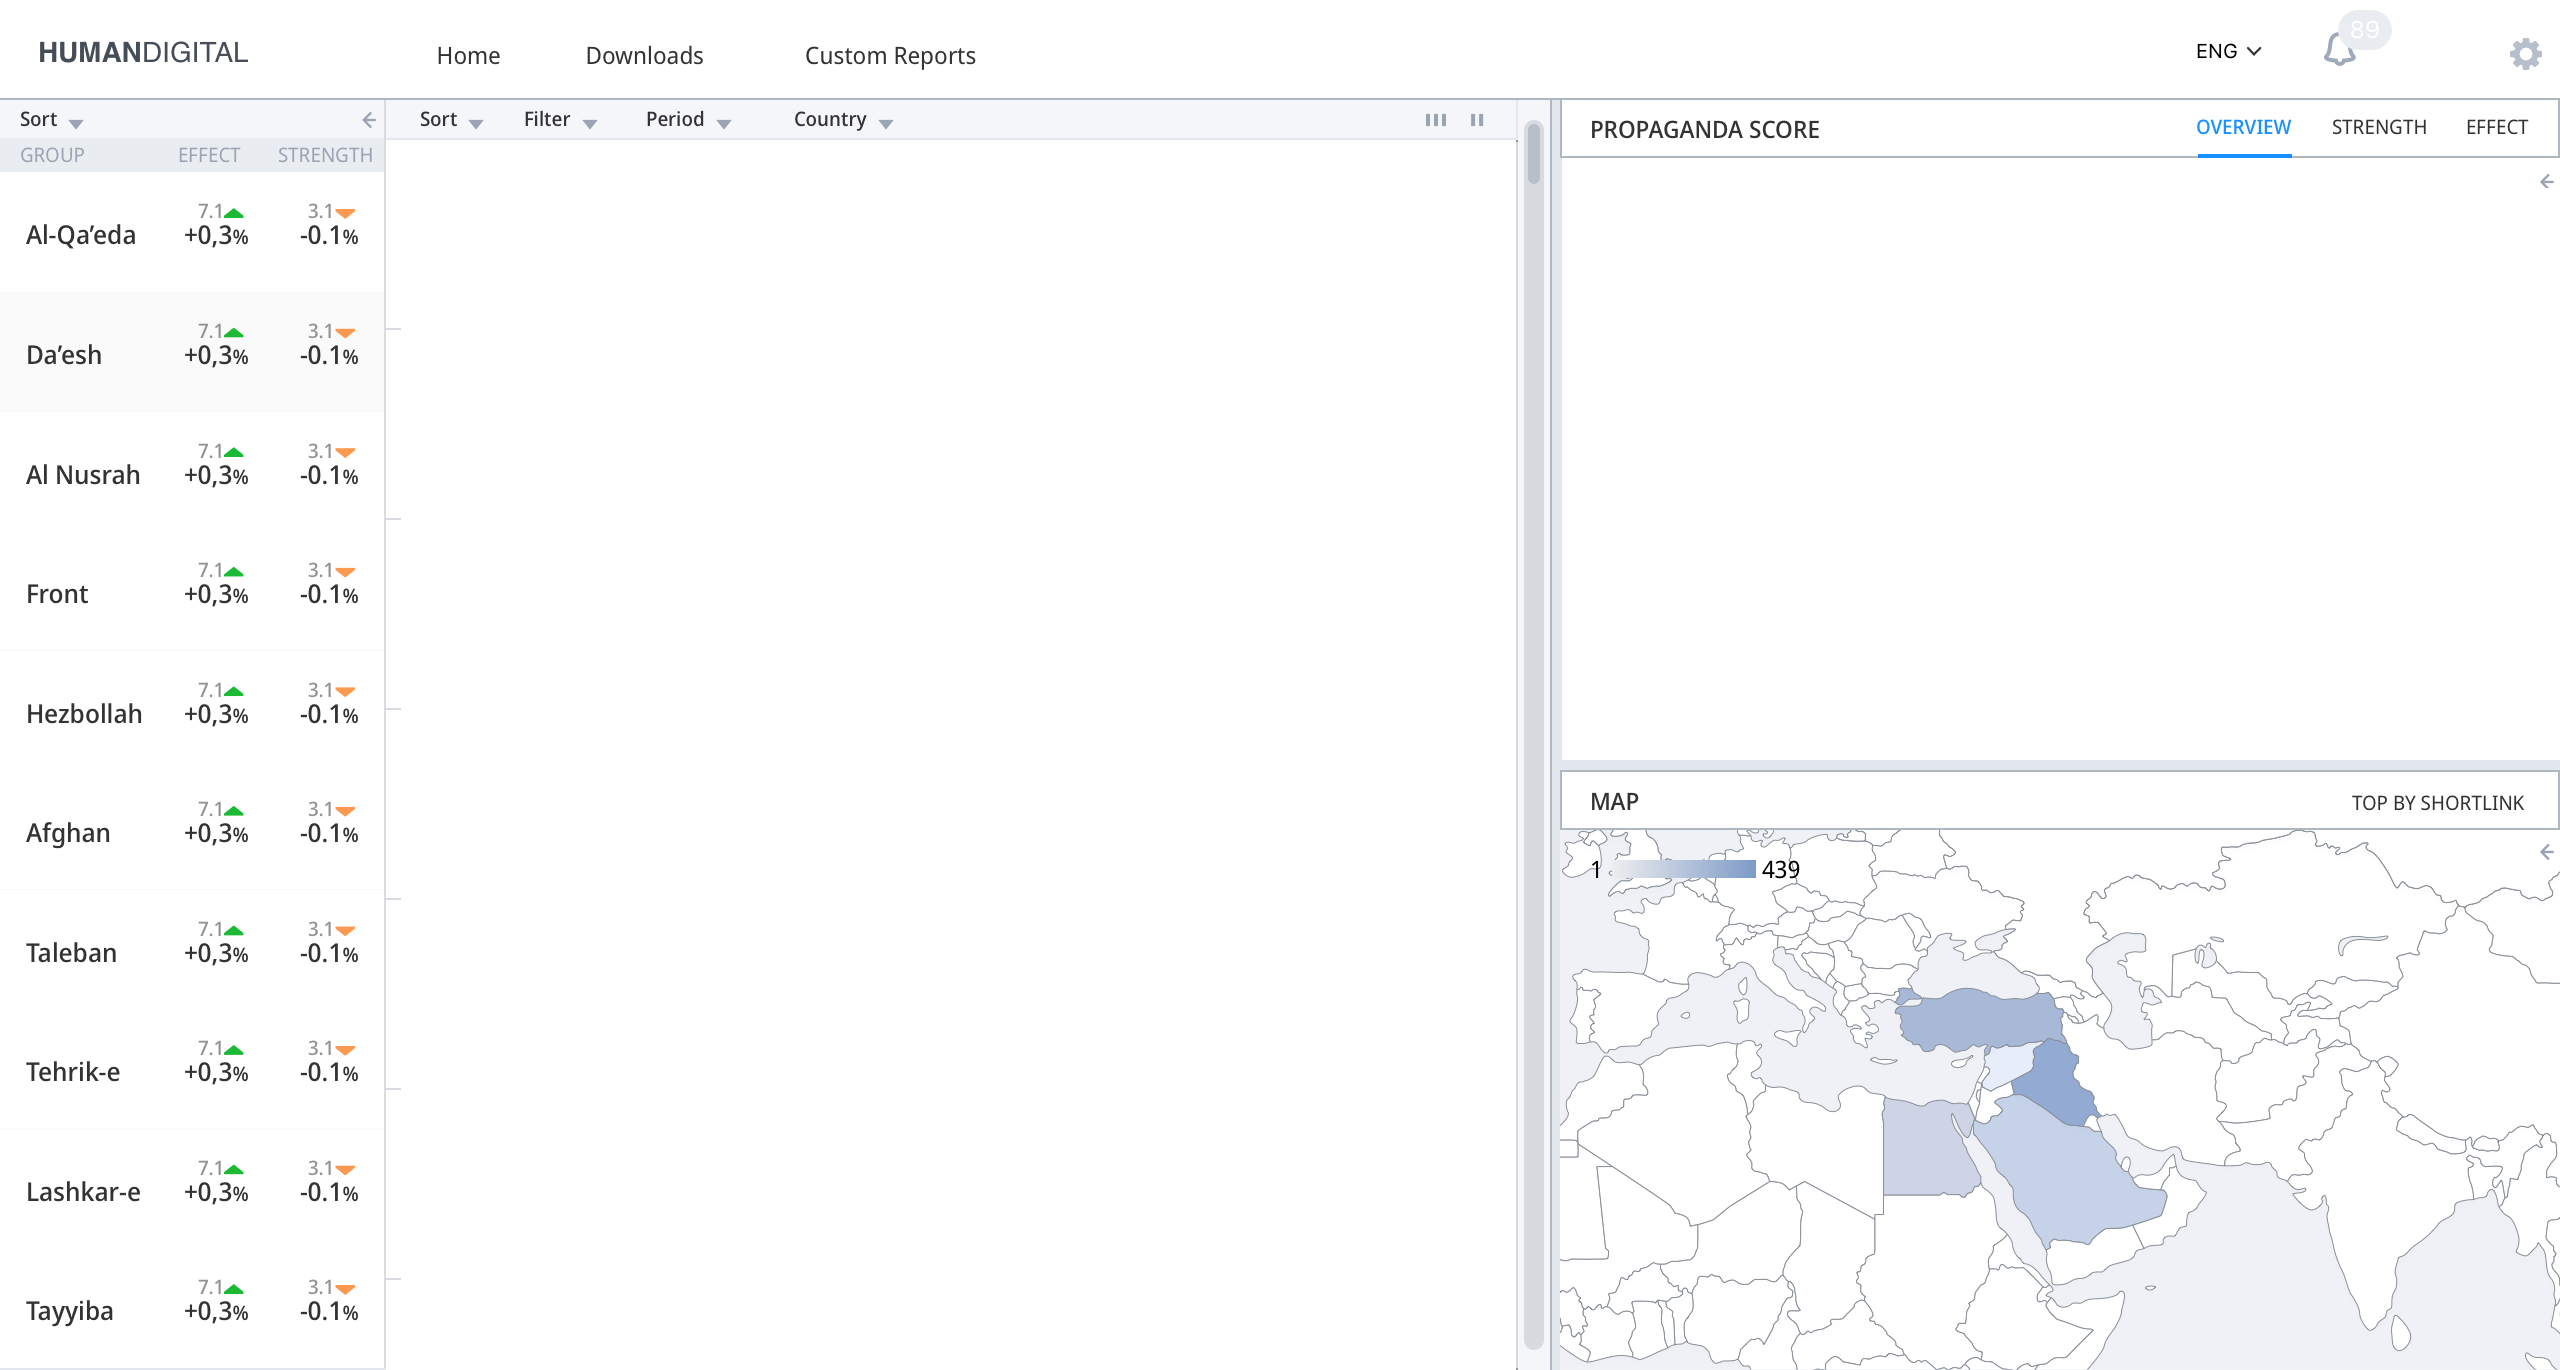 HUMANDIGITAL
Home
Downloads
Custom Reports
ENG
89
Sort
GROUP EFFECT STRENGTH
7.1 3.1
Al-Qa’eda +0,3% -0.1%
7.1 3.1
Da’esh +0,3% -0.1%
7.1 3.1
Al Nusrah +0,3% -0.1%
7.1 3.1
Front +0,3% -0.1%
7.1 3.1
Hezbollah +0,3% -0.1%
7.1 3.1
Afghan +0,3% -0.1%
7.1 3.1
Taleban +0,3% -0.1%
7.1 3.1
Tehrik-e +0,3% -0.1%
7.1 3.1
Lashkar-e +0,3% -0.1%
7.1 3.1
Tayyiba +0,3% -0.1%
Sort Filter Period Country
PROPAGANDA SCORE
OVERVIEW STRENGTH EFFECT
MAP
TOP BY SHORTLINK
1 439